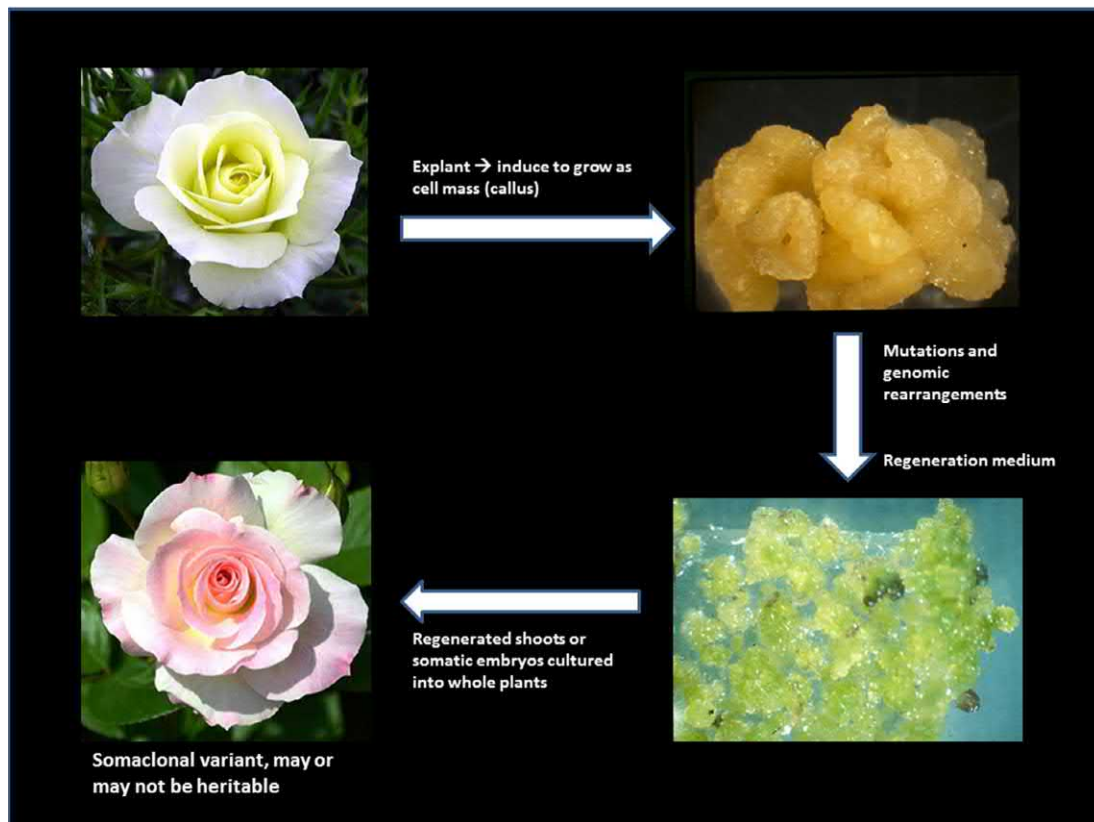 Explant → induce to grow as
cell mass (callus)
Mutations and
genomic
rearrangements
Regeneration medium
Regenerated shoots or
somatic embryos cultured
into whole plants
Somaclonal variant, may or
may not be heritable